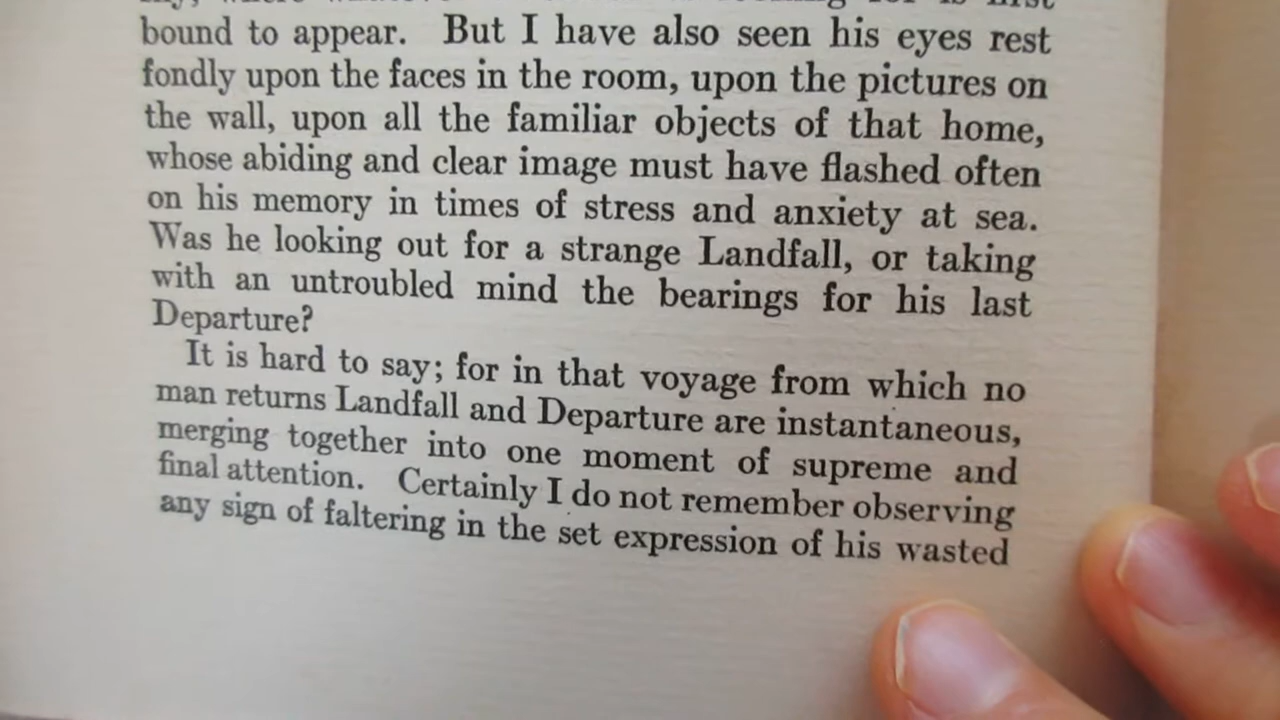 bound to appear. But I have also seen his eyes rest
fondly upon the faces in the room, upon the pictures on
the wall, upon all the familiar objects of that home,
whose abiding and clear image must have flashed often
on his memory in times of stress and anxiety at sea.
Was he looking out for a strange Landfall, or taking
with an untroubled mind the bearings for his last
Departure?
It is hard to say; for in that voyage from which no
man returns Landfall and Departure are instantaneous,
merging together into one moment of supreme and
final attention. Certainly I do not remember observing
any sign of faltering in the set expression of his wasted